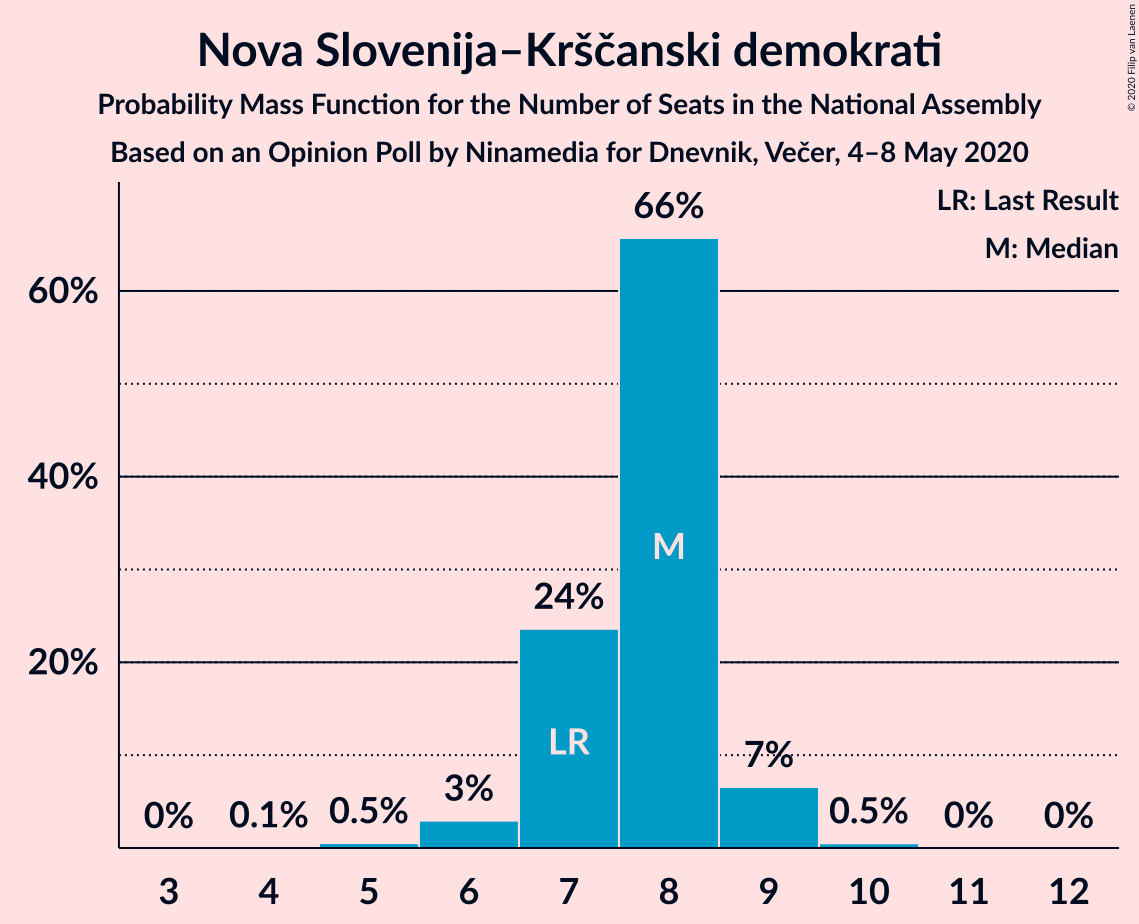 Nova Slovenija–Krščanski demokrati
Probability Mass Function for the Number of Seats in the National Assembly
Based on an Opinion Poll by Ninamedia for Dnevnik, Večer, 4–8 May 2020
© 2020 Filip van Laenen
LR: Last Result
M: Median
60%
40%
20%
0%
0.1%
0.5%
3%
24%
66%
7%
0.5%
0%
0%
LR
M
3 4 5 6 7 8 9 10 11 12